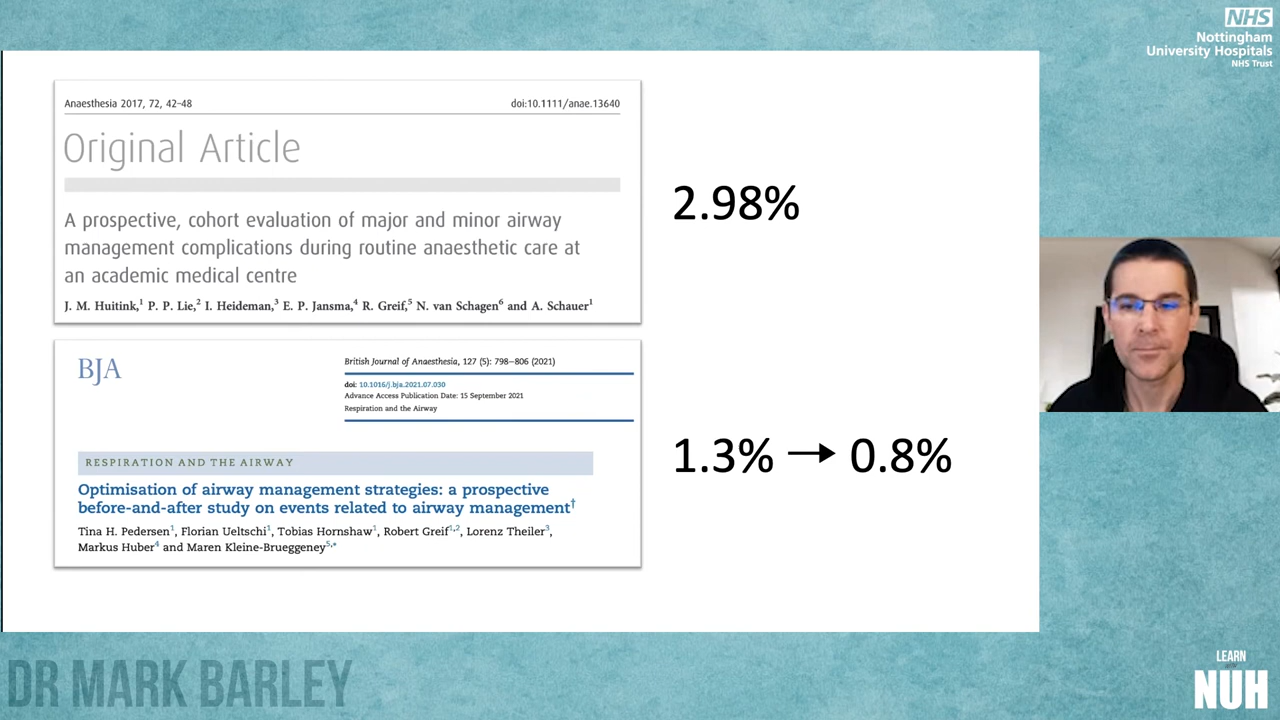 NHS
Nottingham
University Hospitals
NHS Trust
Anaesthesia 2017, 72, 42–48
doi:10.1111/anae.13640
Original Article
A prospective, cohort evaluation of major and minor airway
management complications during routine anaesthetic care at
an academic medical centre
J. M. Huitink,1 P. P. Lie,2 I. Heideman,3 E. P. Jansma,4 R. Greif,5 N. van Schagen6 and A. Schauer1
2.98%
BJA
British Journal of Anaesthesia, 127 (5): 798–806 (2021)
doi: 10.1016/j.bja.2021.07.030
Advance Access Publication Date: 15 September 2021
Respiration and the Airway
RESPIRATION AND THE AIRWAY
Optimisation of airway management strategies: a prospective
before-and-after study on events related to airway management†
Tina H. Pedersen1, Florian Ueltschi1, Tobias Hornshaw1, Robert Greif1,2, Lorenz Theiler3,
Markus Huber4 and Maren Kleine-Brueggeney5,*
1.3% → 0.8%
DR MARK BARLEY
LEARN
NUH